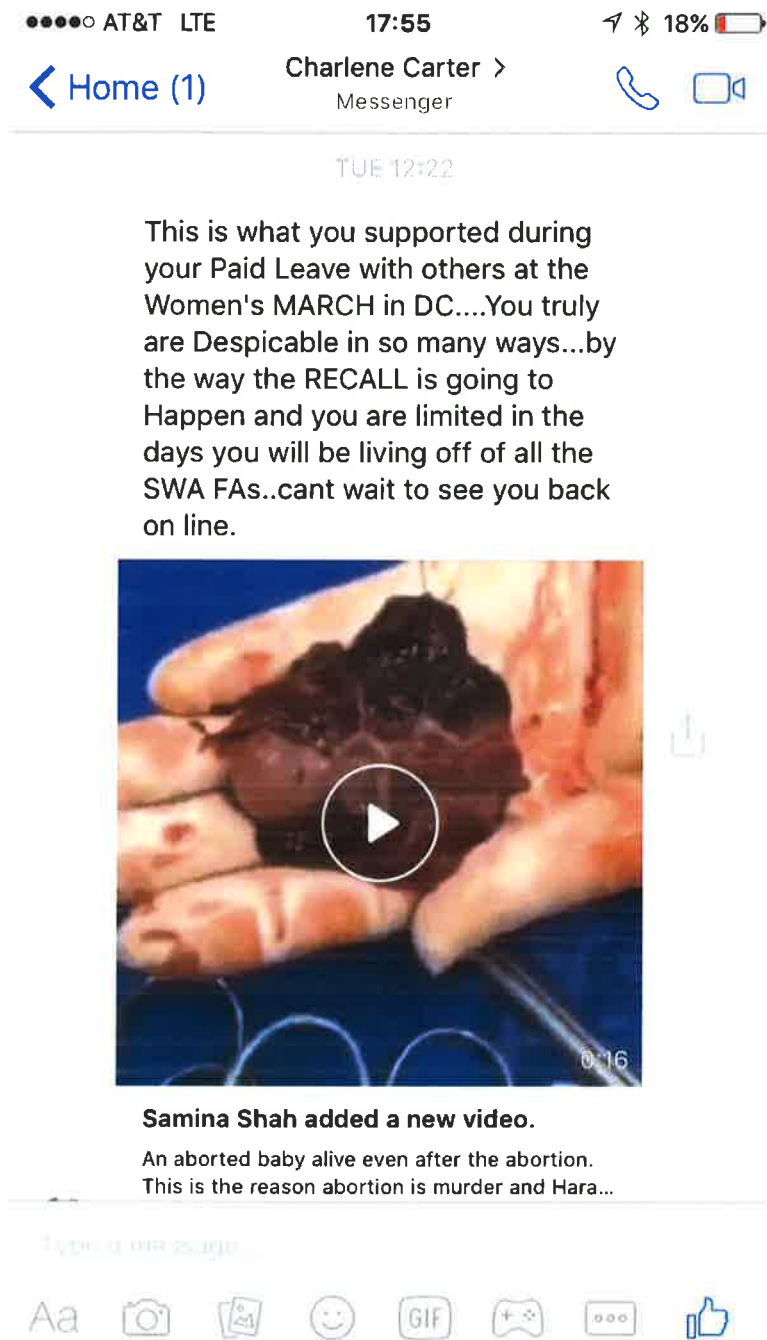 AT&T LTE 17:55 18%
Home (1) Charlene Carter >
Messenger
TUE 12:22
This is what you supported during
your Paid Leave with others at the
Women's MARCH in DC....You truly
are Despicable in so many ways...by
the way the RECALL is going to
Happen and you are limited in the
days you will be living off of all the
SWA FAs..cant wait to see you back
on line.
0:16
Samina Shah added a new video.
An aborted baby alive even after the abortion.
This is the reason abortion is murder and Hara...
Type a message...
Aa GIF